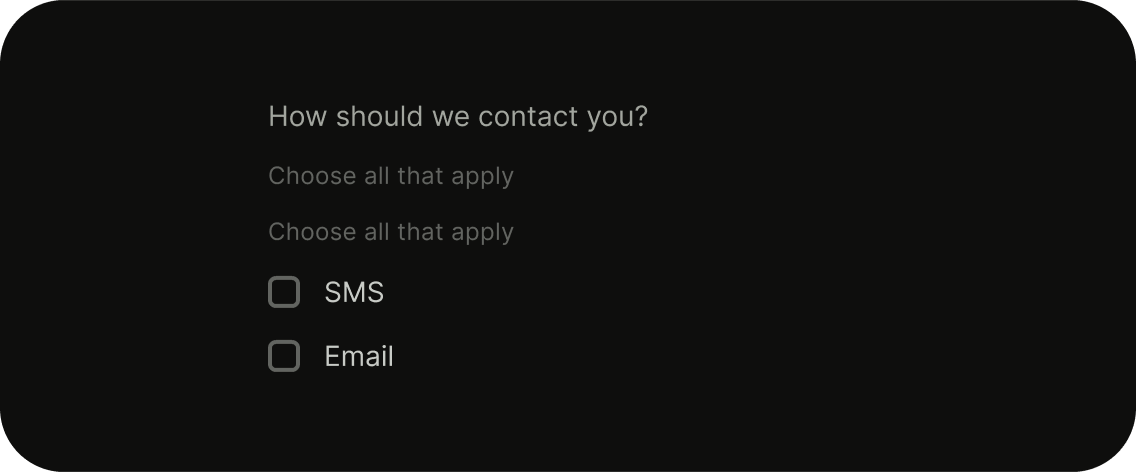 How should we contact you?
Choose all that apply
Choose all that apply
SMS
Email